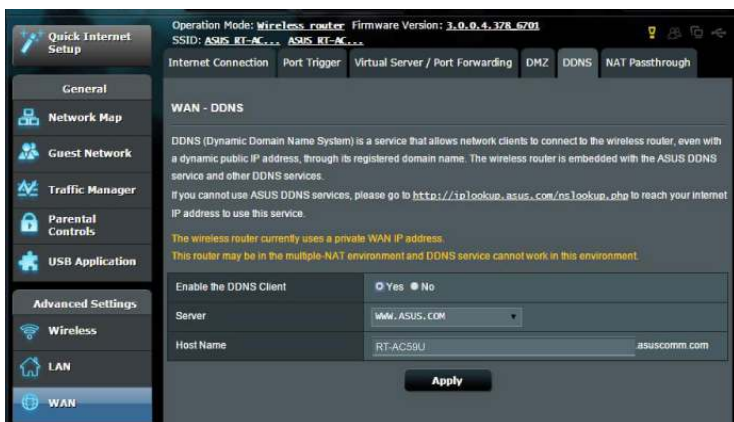 Quick Internet
Setup
Operation Mode: Wireless router Firmware Version: 3.0.0.4.378_6701
SSID: ASUS RT-AC... ASUS RT-AC...
Internet Connection Port Trigger Virtual Server / Port Forwarding DMZ DDNS NAT Passthrough
General
Network Map
Guest Network
Traffic Manager
Parental
Controls
USB Application
Advanced Settings
Wireless
LAN
WAN
WAN - DDNS
DDNS (Dynamic Domain Name System) is a service that allows network clients to connect to the wireless router, even with
a dynamic public IP address, through its registered domain name. The wireless router is embedded with the ASUS DDNS
service and other DDNS services.
If you cannot use ASUS DDNS services, please go to http://iplookup.asus.com/nslookup.php to reach your internet
IP address to use this service.
The wireless router currently uses a private WAN IP address.
This router may be in the multiple-NAT environment and DDNS service cannot work in this environment.
Enable the DDNS Client Yes No
Server WWW.ASUS.COM
Host Name RT-AC59U .asuscomm.com
Apply